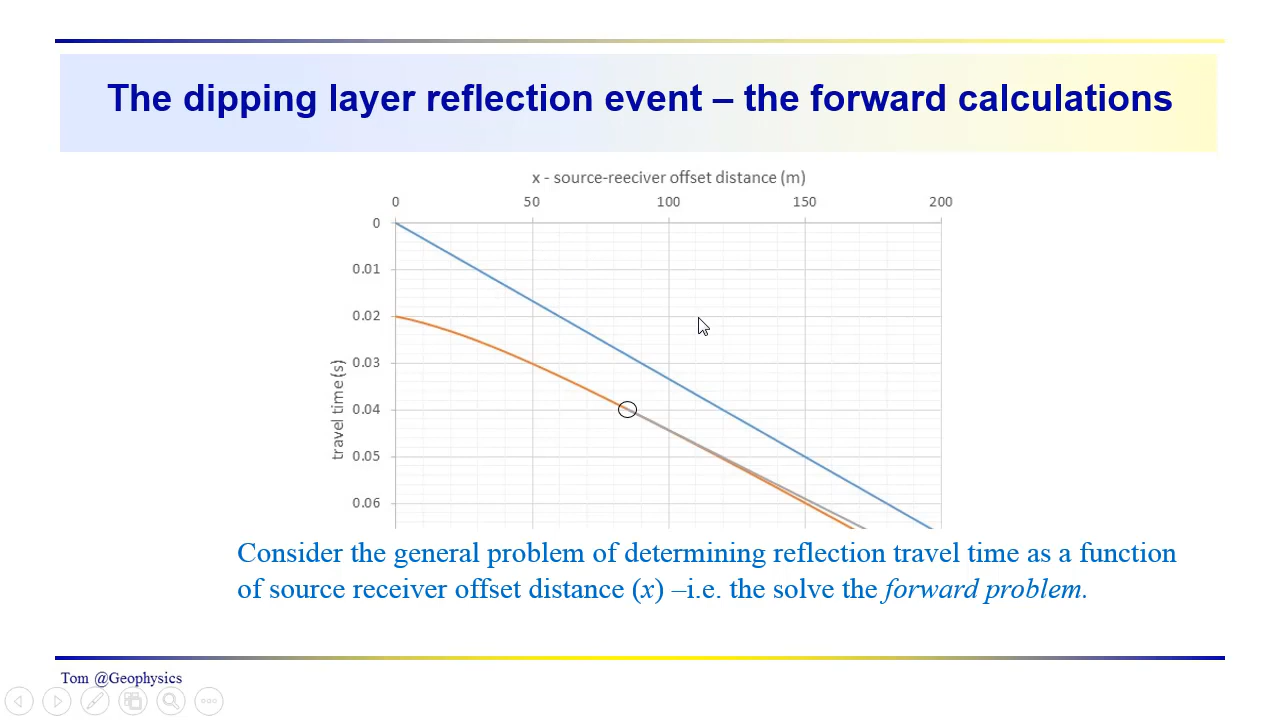 The dipping layer reflection event – the forward calculations
x - source-reeciver offset distance (m)
0 50 100 150 200
0
0.01
0.02
0.03
0.04
0.05
0.06
travel time (s)
Consider the general problem of determining reflection travel time as a function
of source receiver offset distance (x) –i.e. the solve the forward problem.
Tom @Geophysics